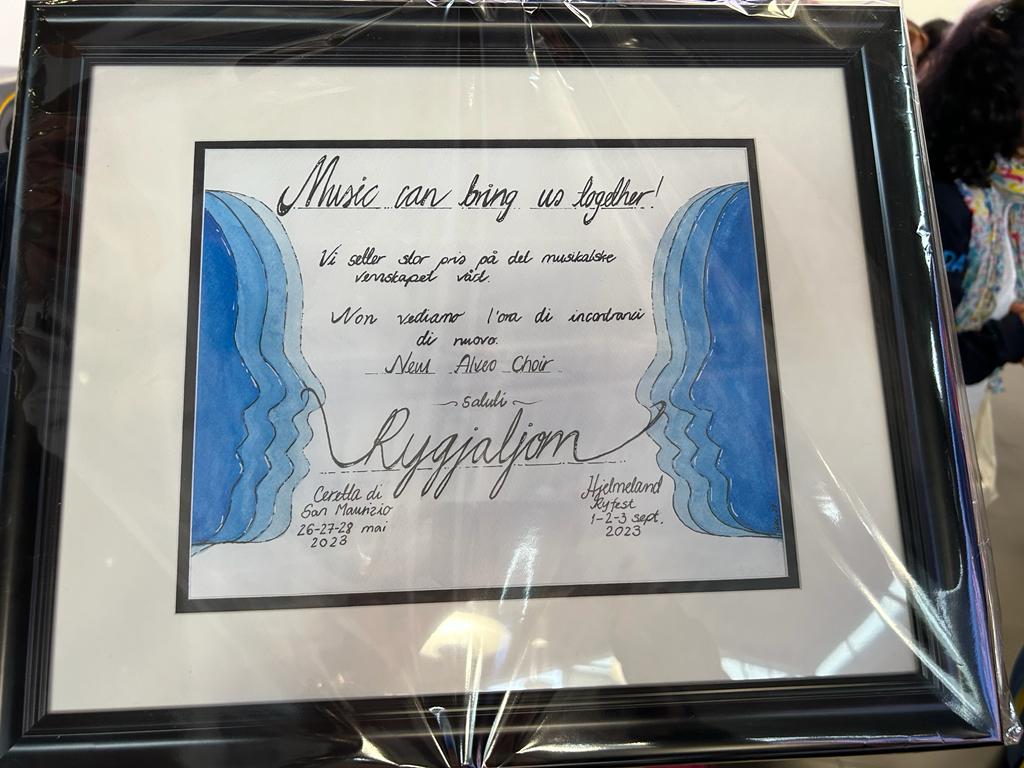 Music can bring us together!
Vi setter stor pris på det musikalske
vennskapet vårt.
Non vediamo l'ora di incontrarci
di nuovo.
New Alveo Choir
saluti
Rygjaljom
Ceretta di
San Maurizio
26-27-28 mai
2023
Hjelmeland
Ryfest
1-2-3 sept.
2023